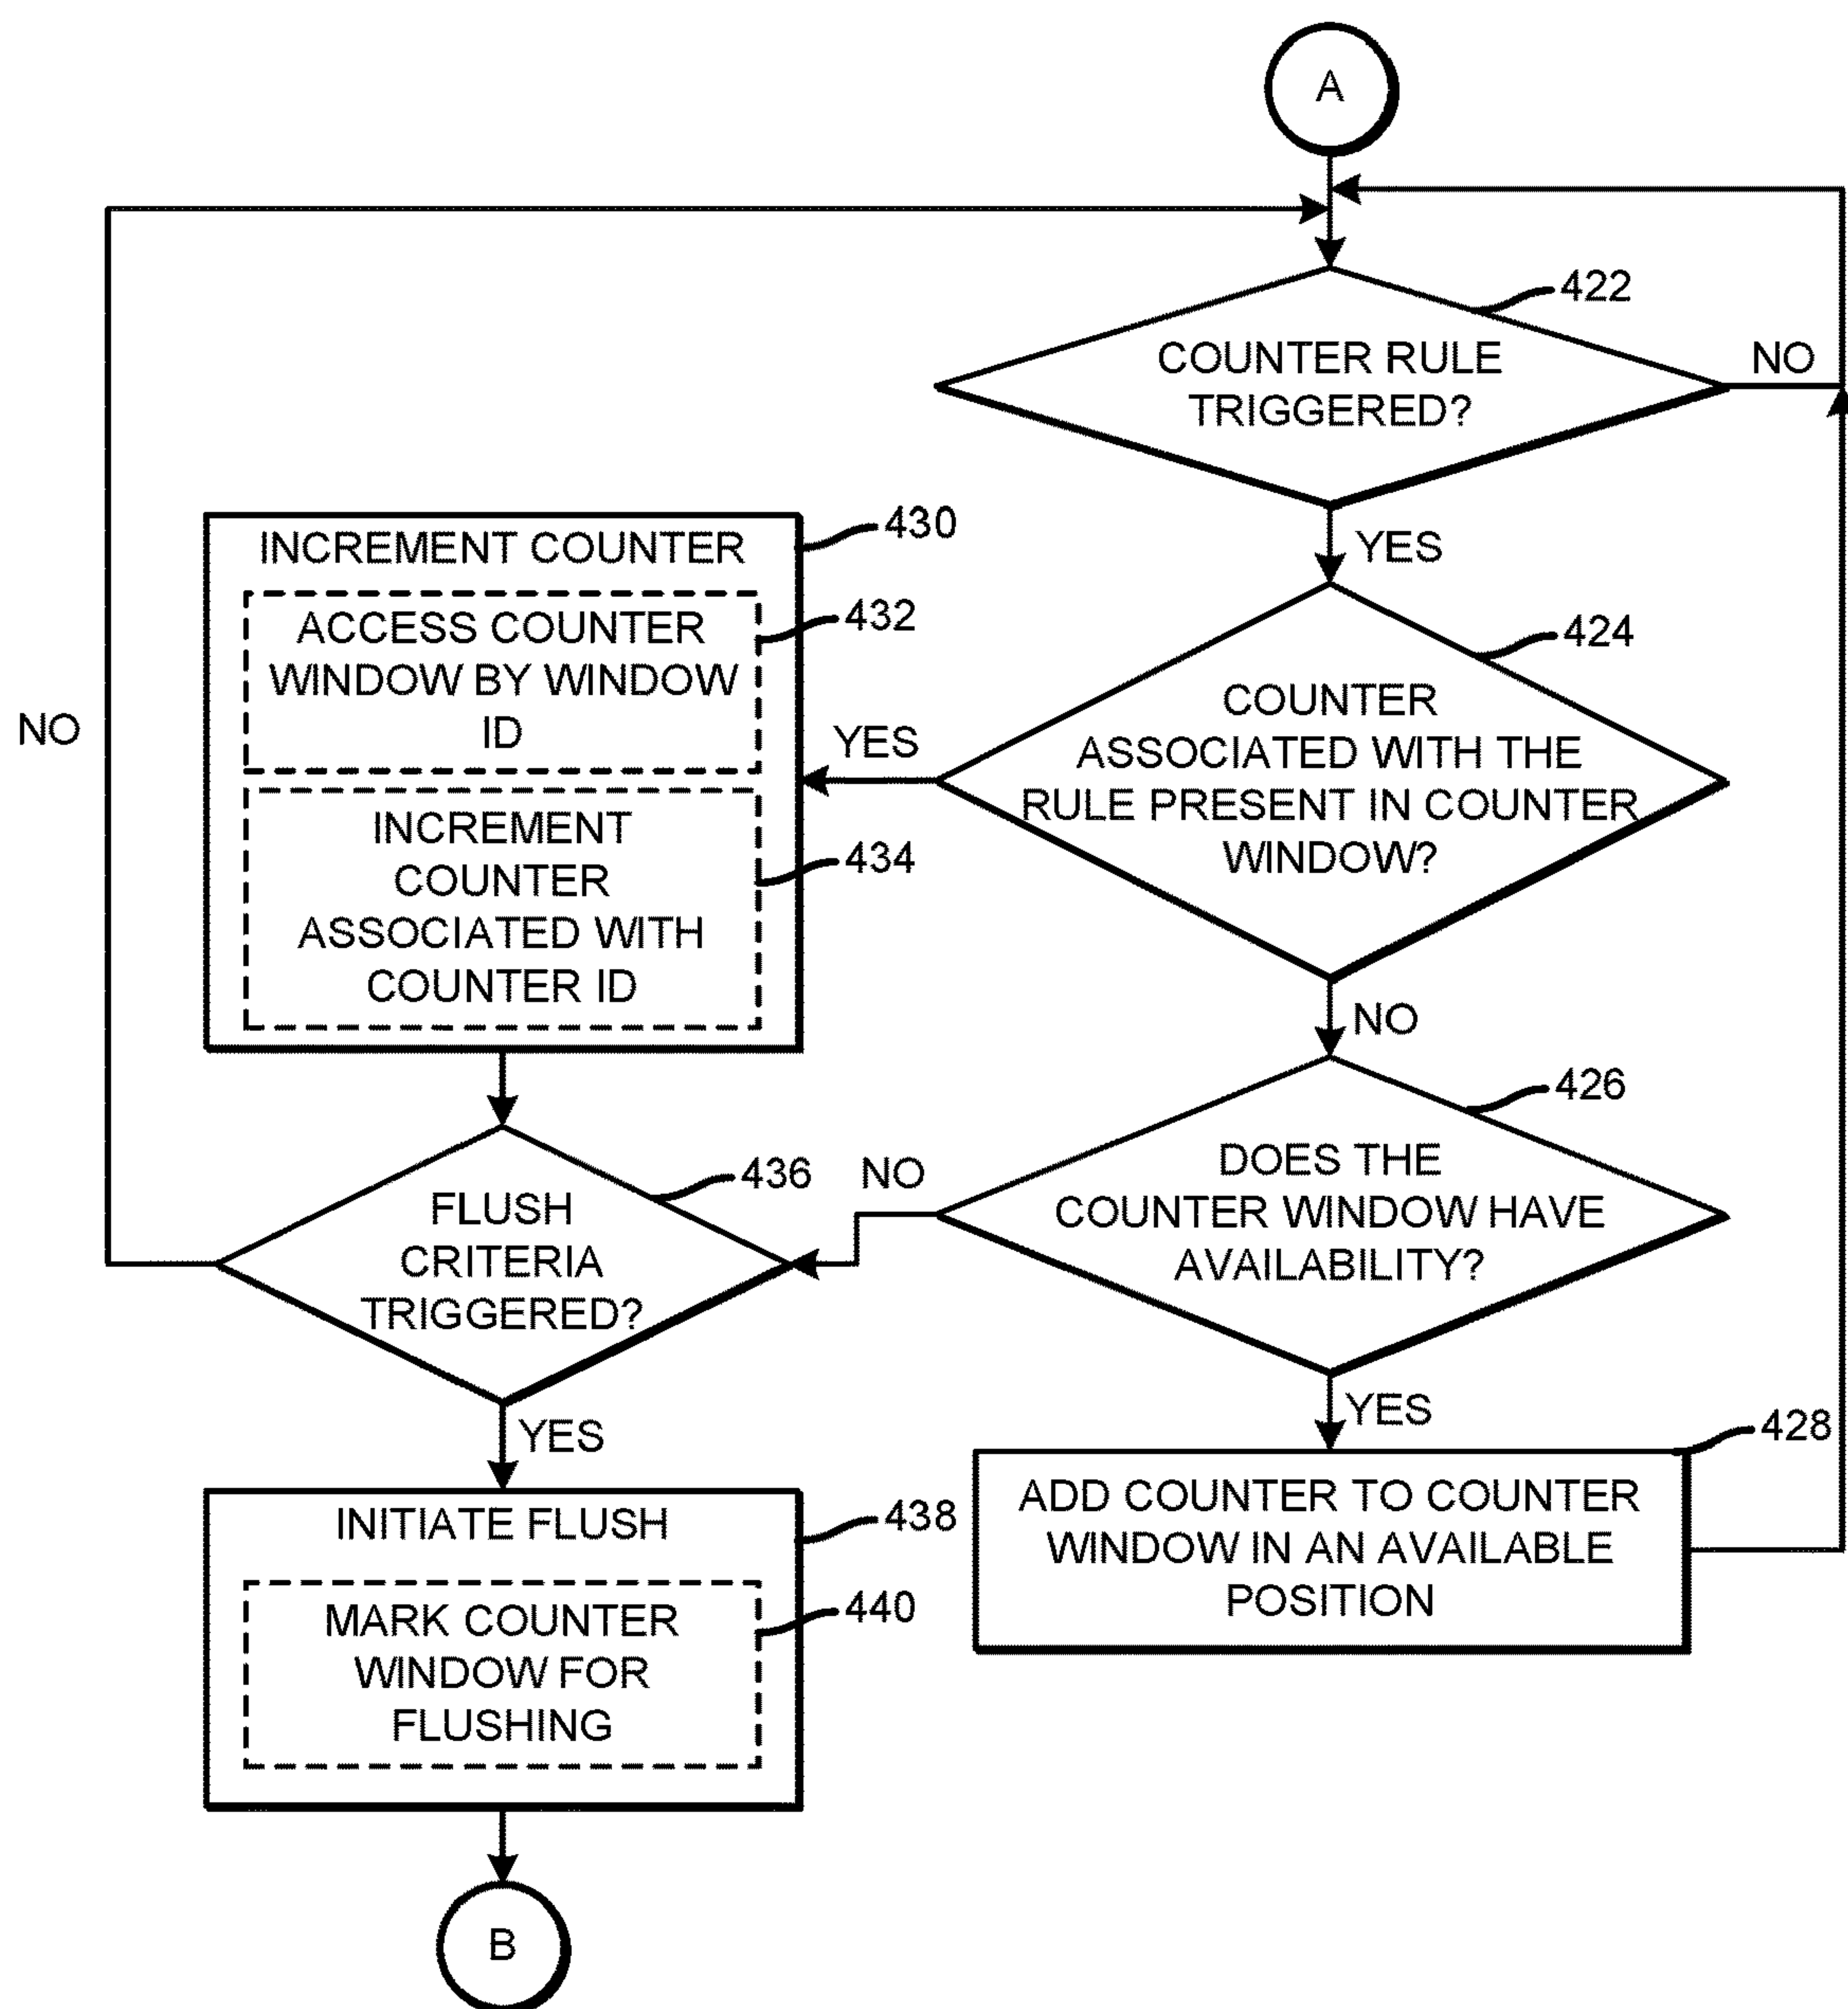 A
422
COUNTER RULE
TRIGGERED?
NO
YES
430
INCREMENT COUNTER
432
ACCESS COUNTER
WINDOW BY WINDOW
ID
434
INCREMENT
COUNTER
ASSOCIATED WITH
COUNTER ID
YES
424
COUNTER
ASSOCIATED WITH THE
RULE PRESENT IN COUNTER
WINDOW?
NO
NO
426
DOES THE
COUNTER WINDOW HAVE
AVAILABILITY?
NO
436
FLUSH
CRITERIA
TRIGGERED?
YES
YES
428
ADD COUNTER TO COUNTER
WINDOW IN AN AVAILABLE
POSITION
438
INITIATE FLUSH
440
MARK COUNTER
WINDOW FOR
FLUSHING
B